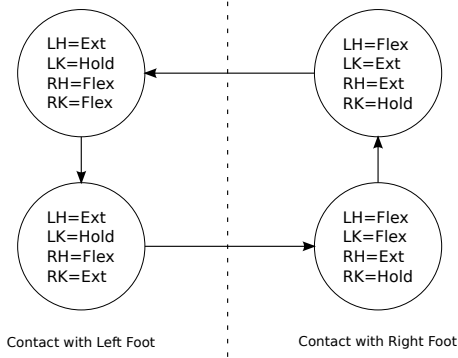 LH=Ext
LK=Hold
RH=Flex
RK=Flex
LH=Flex
LK=Ext
RH=Ext
RK=Hold
LH=Ext
LK=Hold
RH=Flex
RK=Ext
LH=Flex
LK=Flex
RH=Ext
RK=Hold
Contact with Left Foot
Contact with Right Foot